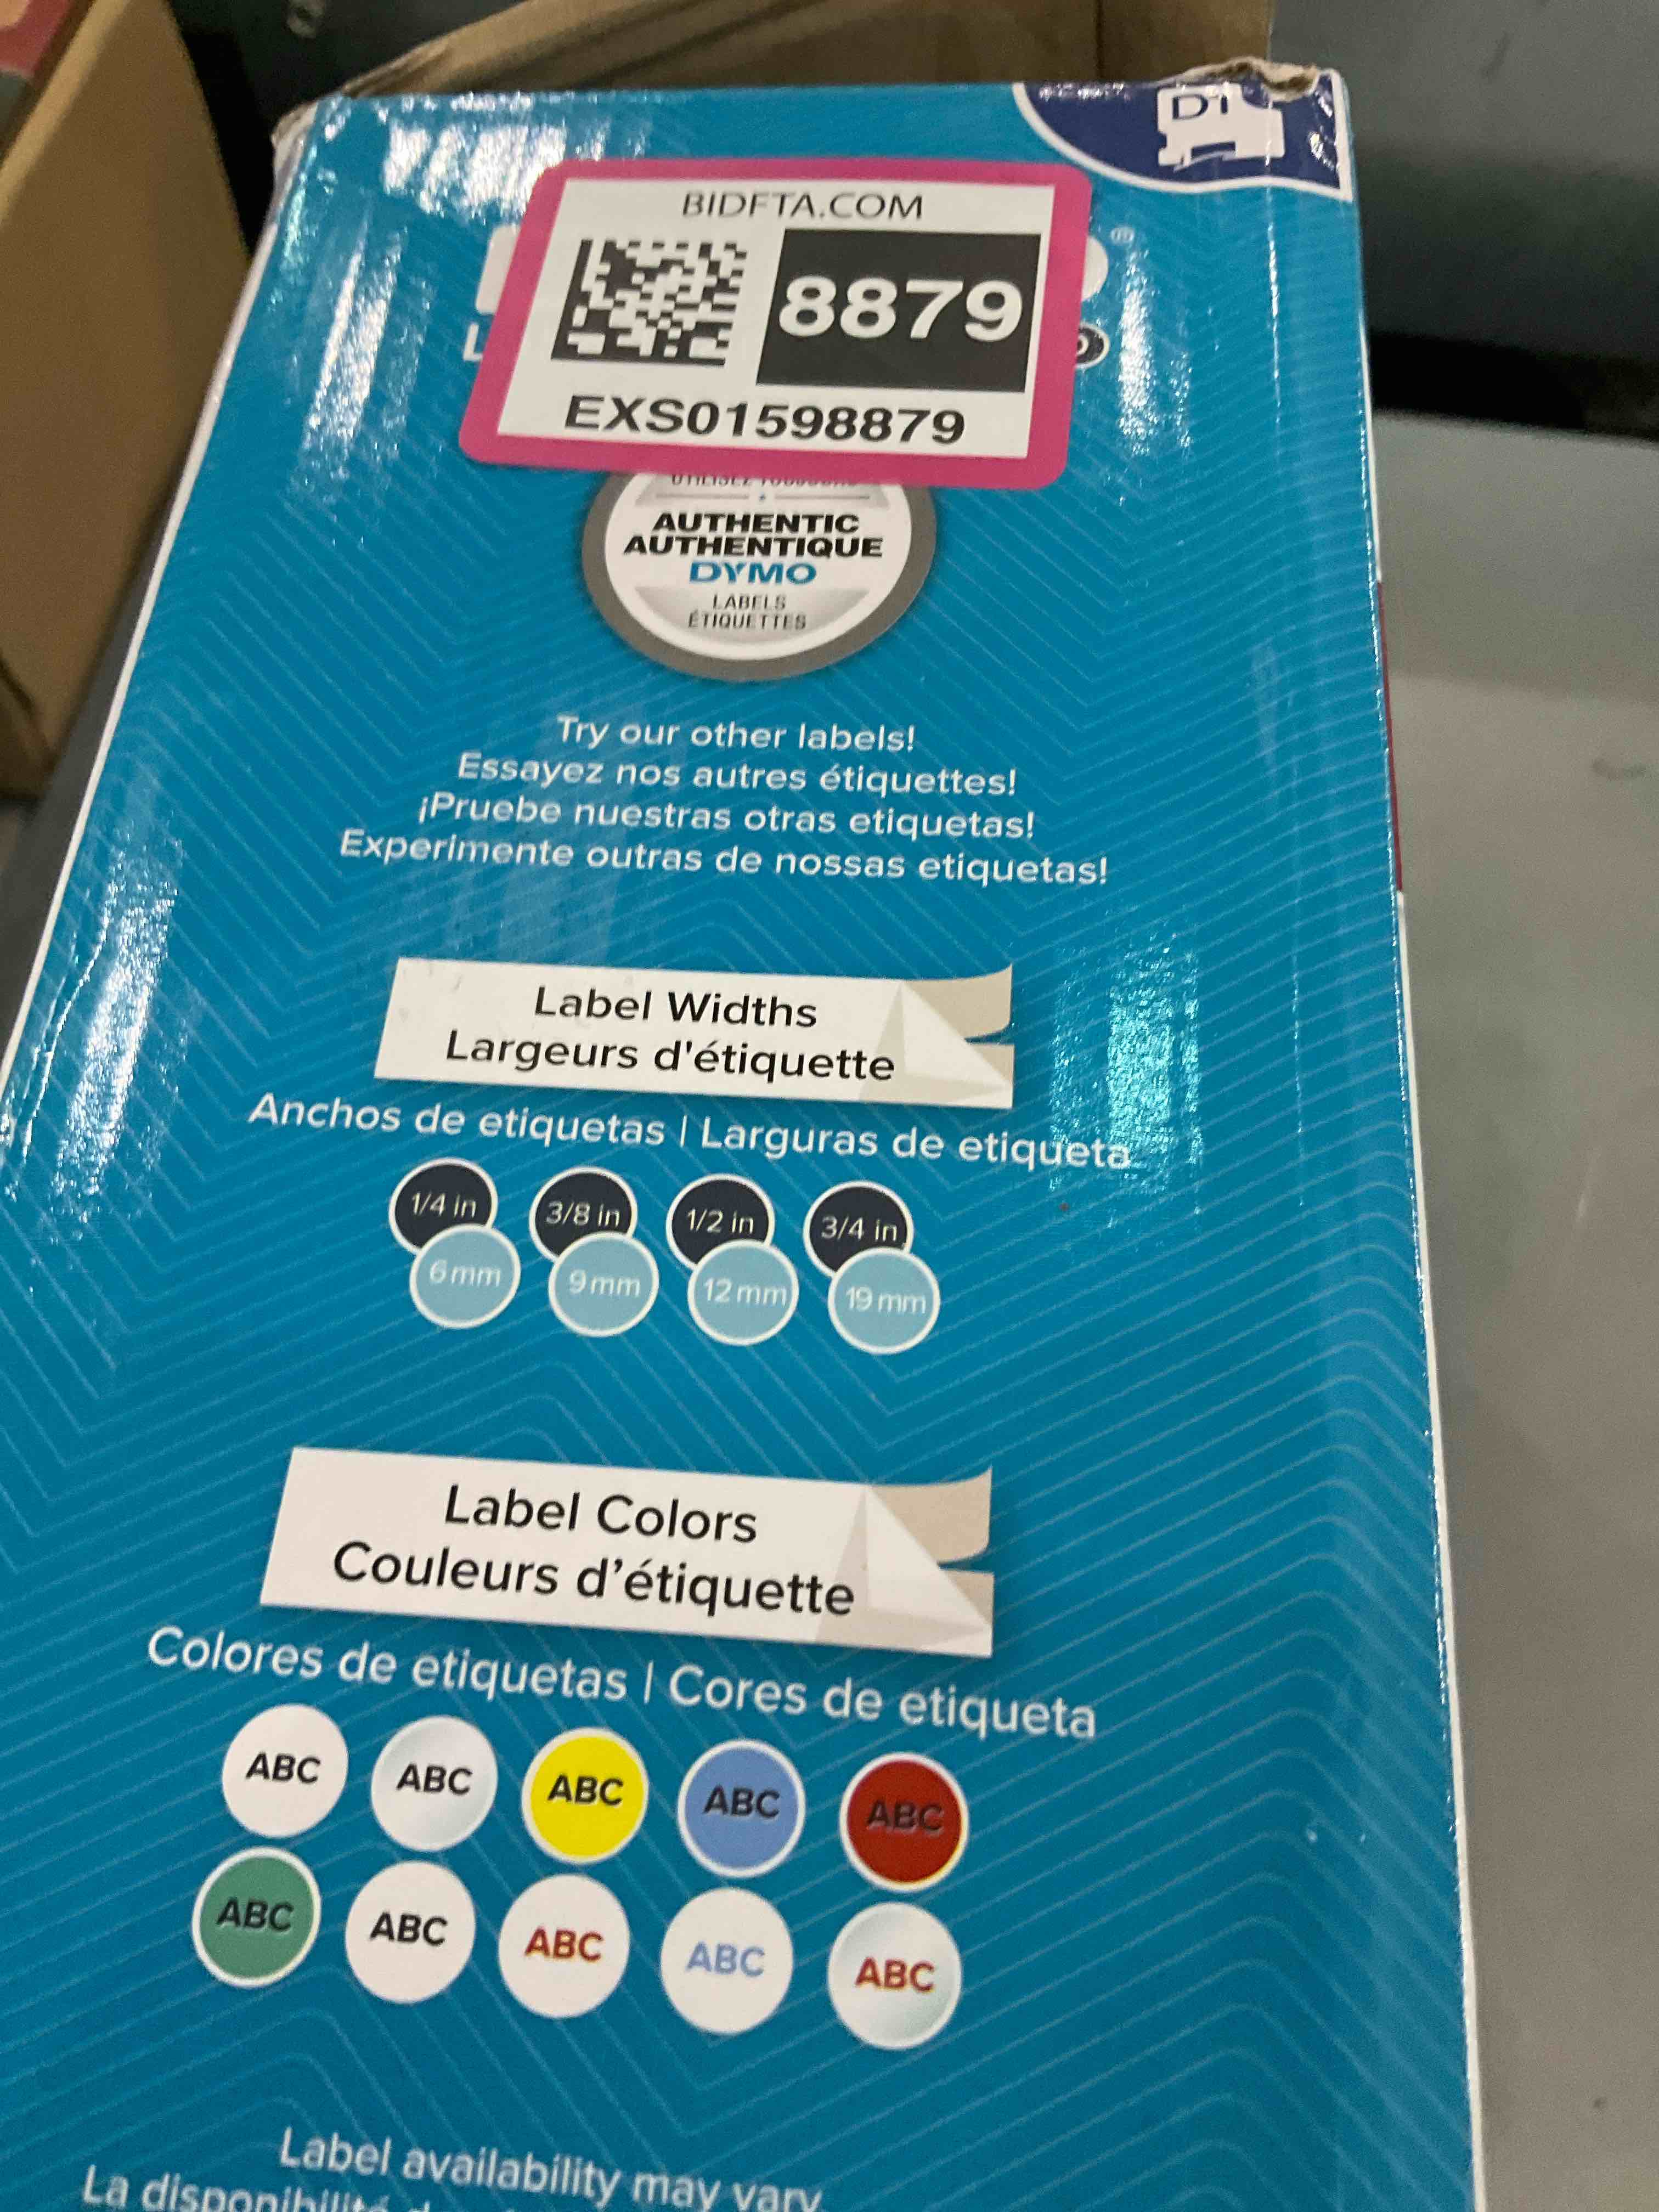 D1
BIDFTA.COM
8879
EXS01598879
®
L
AUTHENTIC
AUTHENTIQUE
DYMO
LABELS
ÉTIQUETTES
Try our other labels!
Essayez nos autres étiquettes!
¡Pruebe nuestras otras etiquetas!
Experimente outras de nossas etiquetas!
Label Widths
Largeurs d'étiquette
Anchos de etiquetas | Larguras de etiqueta
1/4 in 3/8 in 1/2 in 3/4 in
6 mm 9 mm 12 mm 19 mm
Label Colors
Couleurs d’étiquette
Colores de etiquetas | Cores de etiqueta
ABC ABC ABC ABC ABC
ABC ABC ABC ABC ABC
Label availability may vary
La